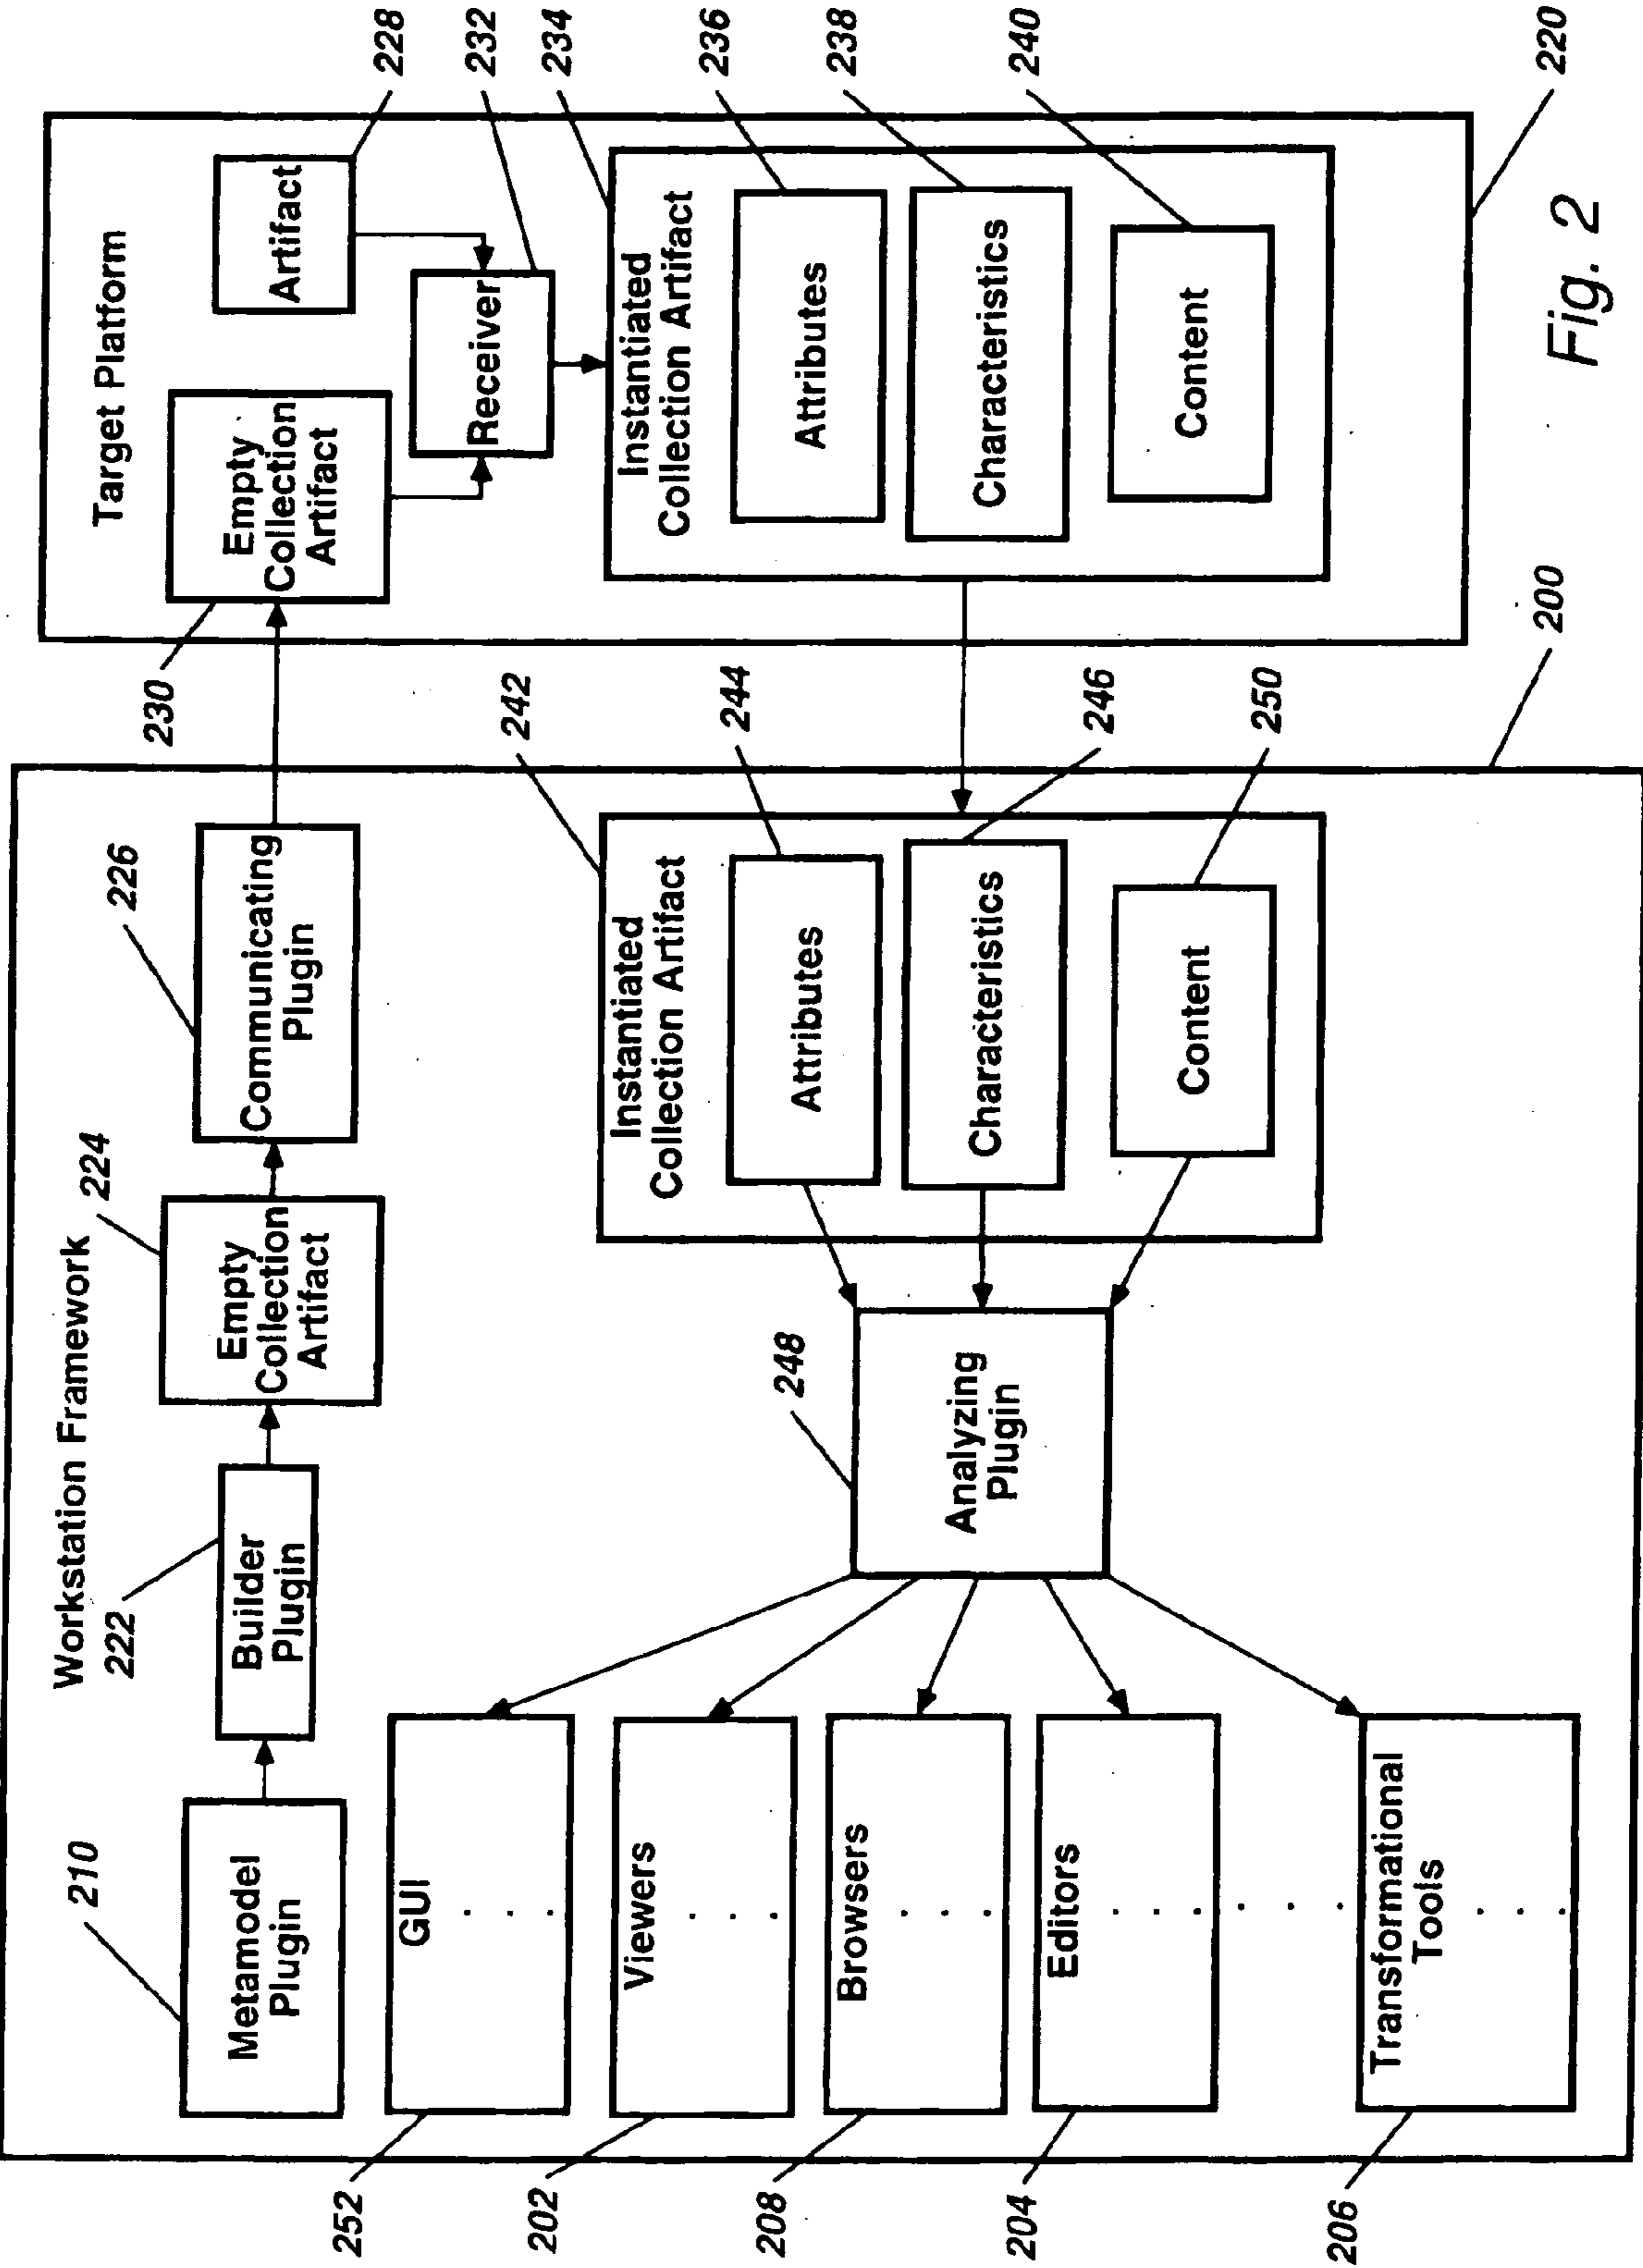 Workstation Framework
210
Metamodel
Plugin
222
Builder
Plugin
224
Empty
Collection
Artifact
226
Communicating
Plugin
252
GUI
202
Viewers
208
Browsers
204
Editors
206
Transformational
Tools
248
Analyzing
Plugin
242
Instantiated
Collection Artifact
244
Attributes
246
Characteristics
250
Content
200
Target Platform
230
Empty
Collection
Artifact
Artifact
228
Receiver
232
234
Instantiated
Collection Artifact
Attributes
236
Characteristics
238
Content
240
220
Fig. 2